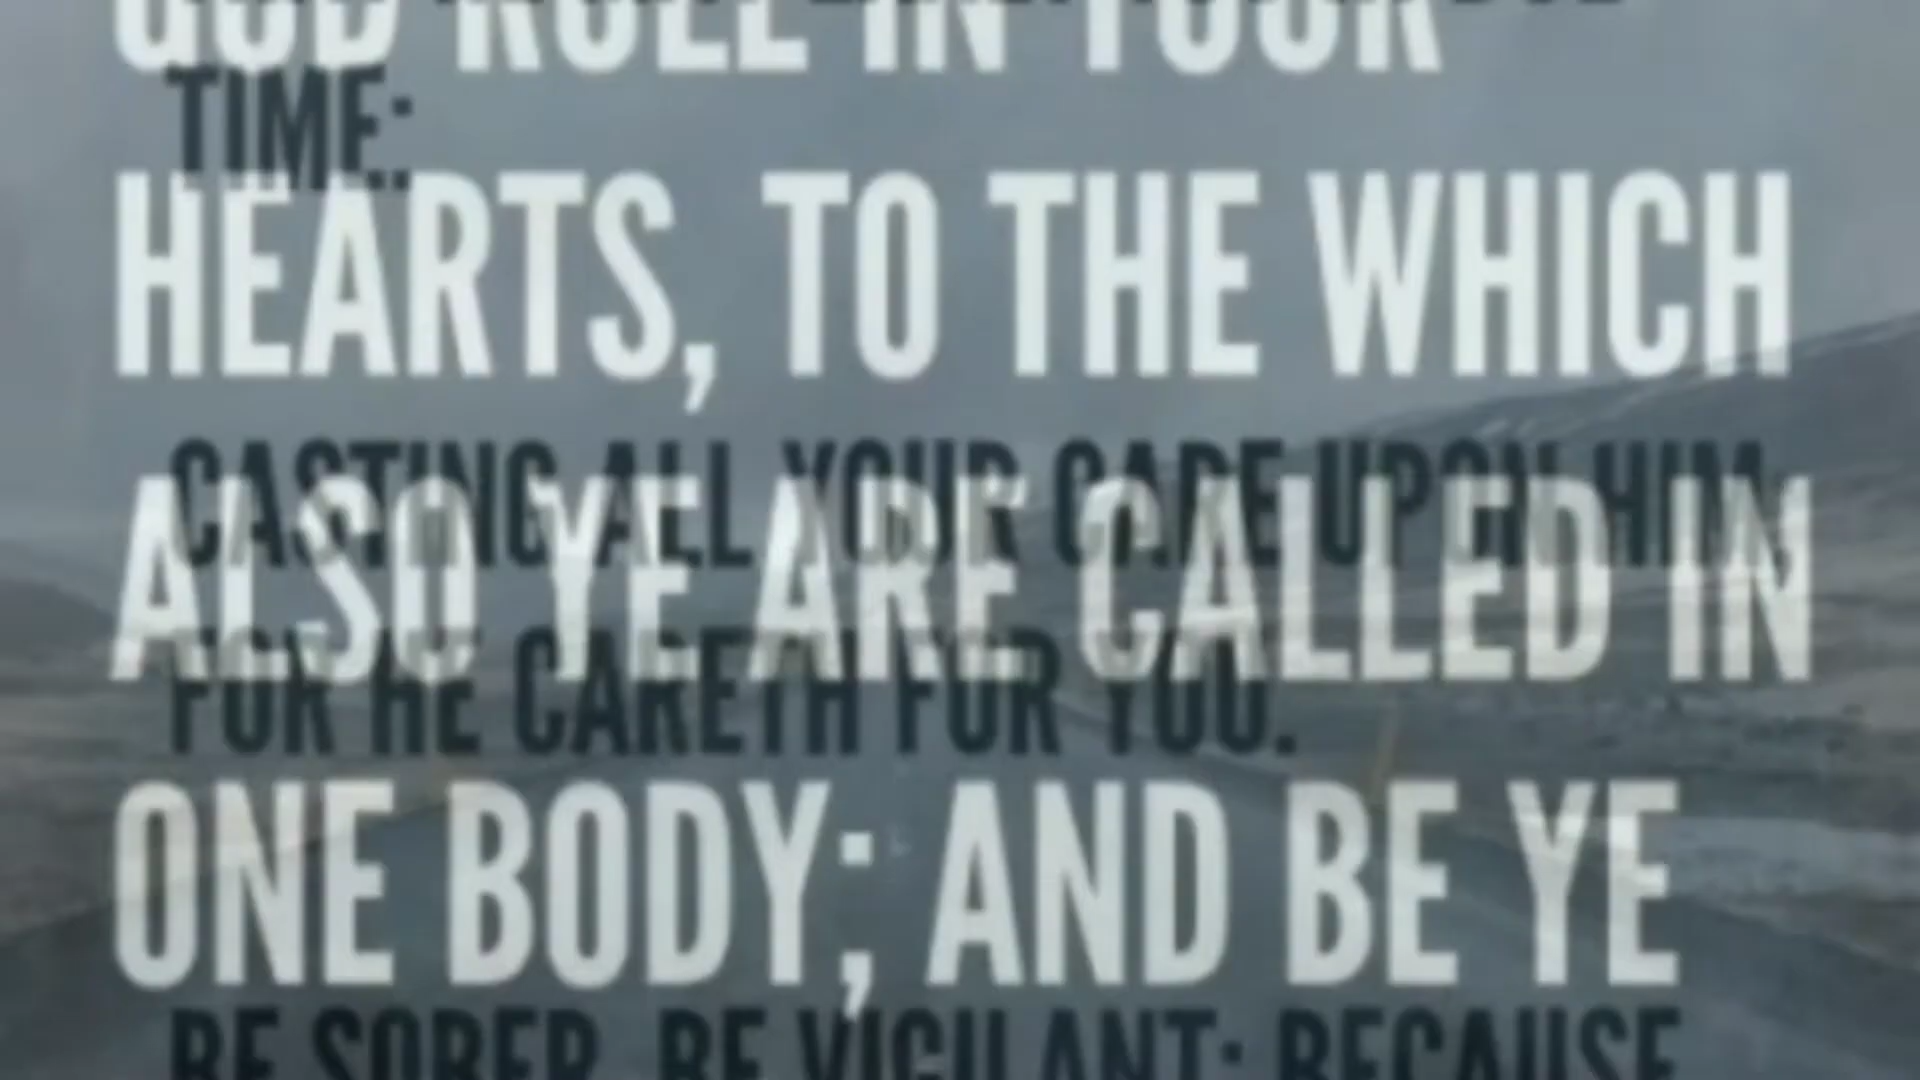 GOD RULE IN YOUR
TIME:
HEARTS, TO THE WHICH
CASTING ALL YOUR CARE UPON HIM;
ALSO YE ARE CALLED IN
FOR HE CARETH FOR YOU.
ONE BODY; AND BE YE
BE SOBER, BE VIGILANT; BECAUSE